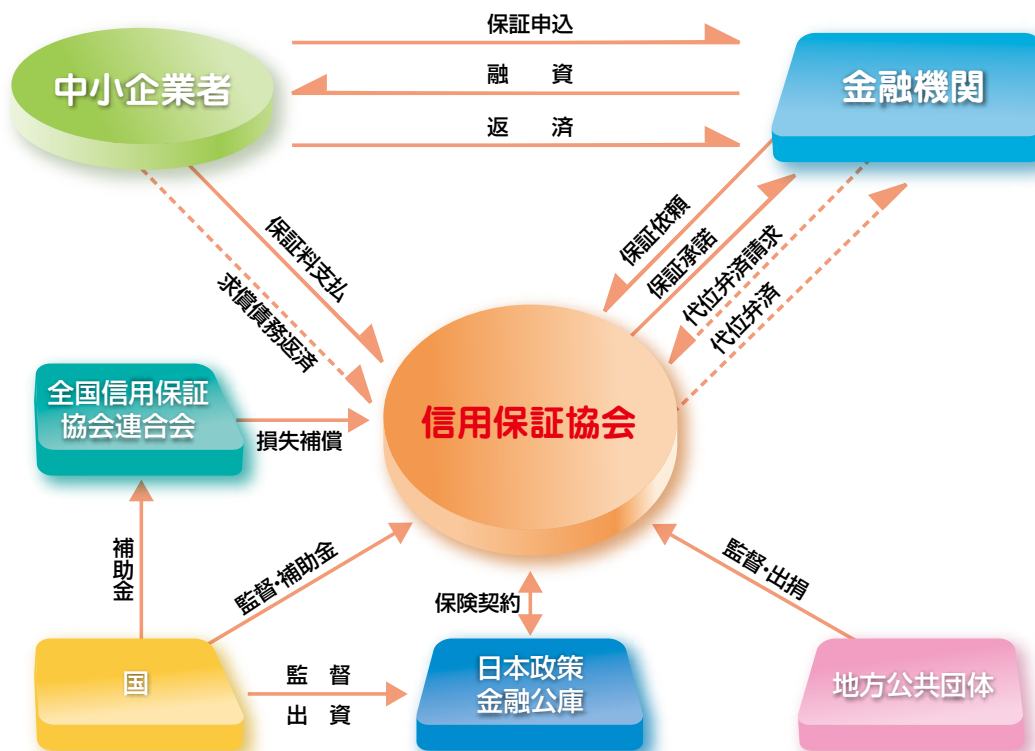 保証申込
中小企業者
融 資
金融機関
返 済
保証料支払
求償債務返済
保証依頼
保証承諾
代位弁済請求
代位弁済
全国信用保証
協会連合会
損失補償
信用保証協会
補助金
監督・補助金
保険契約
監督・出捐
国
監 督
出 資
日本政策
金融公庫
地方公共団体